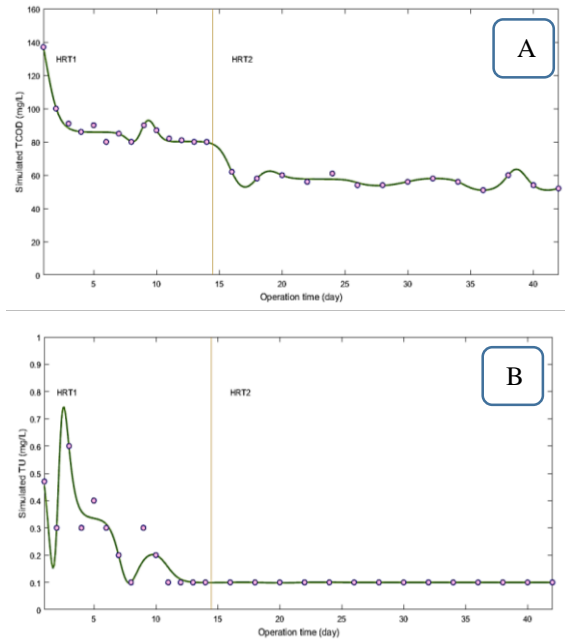 A
HRT1
HRT2
160
140
120
100
80
60
40
20
0
Simulated TCOD (mg/L)
5 10 15 20 25 30 35 40
Operation time (day)
B
HRT1
HRT2
1
0.9
0.8
0.7
0.6
0.5
0.4
0.3
0.2
0.1
0
Simulated TU (mg/L)
5 10 15 20 25 30 35 40
Operation time (day)